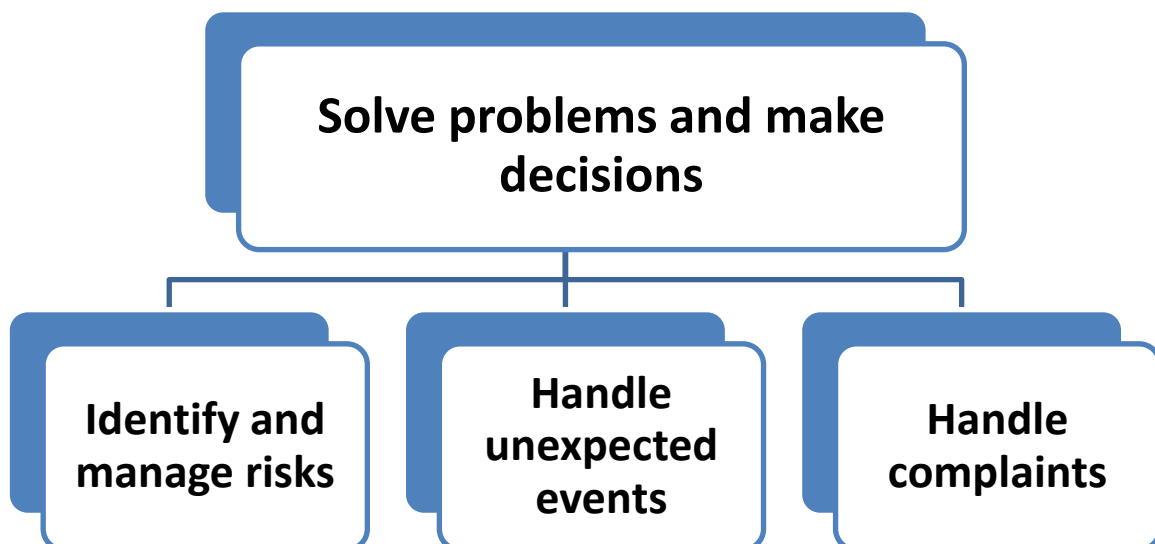 Solve problems and make
decisions
Identify and
manage risks
Handle
unexpected
events
Handle
complaints